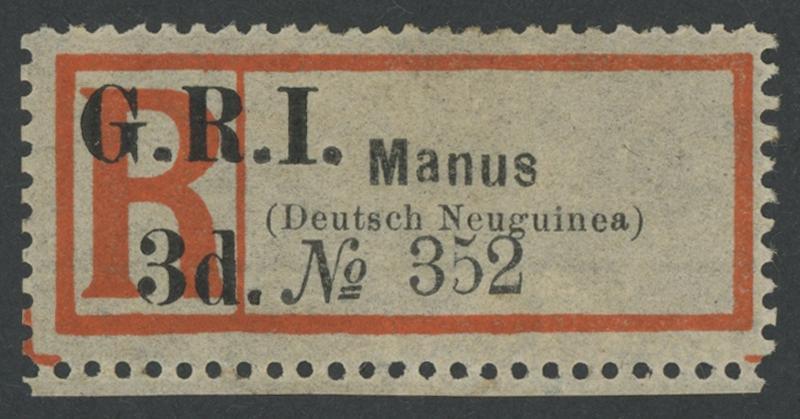 R
G.R.I.
Manus
(Deutsch Neuguinea)
3d. No 352